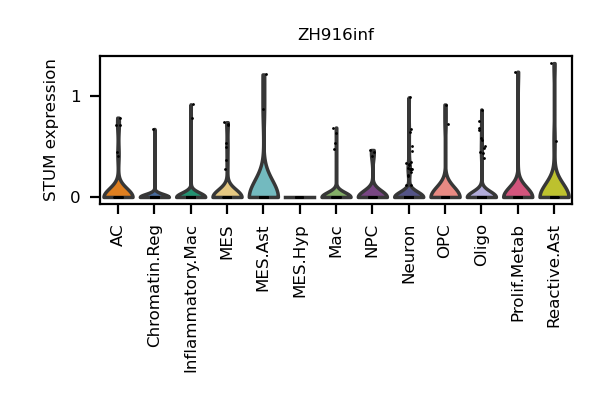 ZH916inf
STUM expression
1
0
AC
Chromatin.Reg
Inflammatory.Mac
MES
MES.Ast
MES.Hyp
Mac
NPC
Neuron
OPC
Oligo
Prolif.Metab
Reactive.Ast